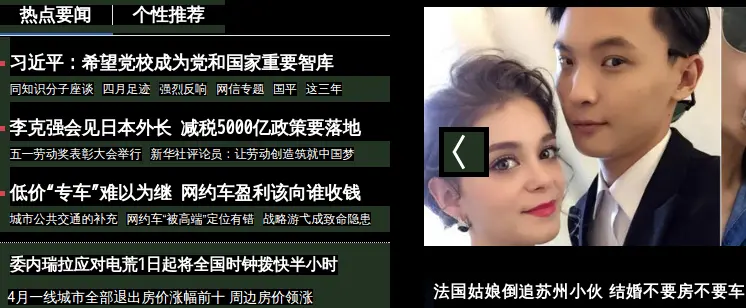 热点要闻 个性推荐
习近平：希望党校成为党和国家重要智库
同知识分子座谈 四月足迹 强烈反响 网信专题 国平 这三年
李克强会见日本外长 减税5000亿政策要落地
五一劳动奖表彰大会举行 新华社评论员：让劳动创造筑就中国梦
低价“专车”难以为继 网约车盈利该向谁收钱
城市公共交通的补充 网约车“被高端”定位有错 战略游弋成致命隐患
委内瑞拉应对电荒1日起将全国时钟拨快半小时
4月一线城市全部退出房价涨幅前十 周边房价领涨
法国姑娘倒追苏州小伙 结婚不要房不要车